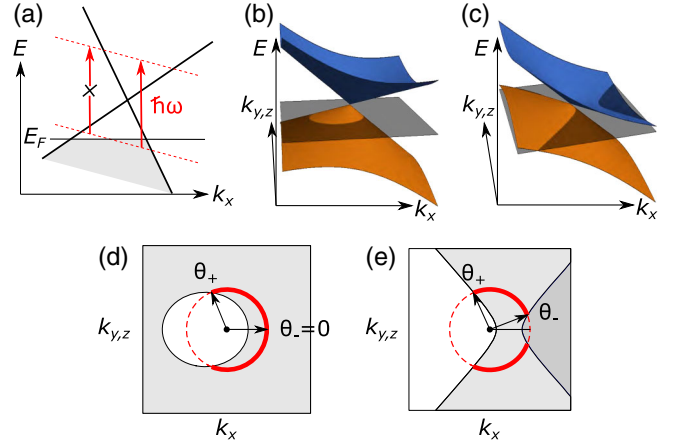 (a)
E
ħω
E_F
k_x
(b)
E
k_{y,z}
k_x
(c)
E
k_{y,z}
k_x
(d)
θ_+
θ_-=0
k_{y,z}
k_x
(e)
θ_+
θ_-
k_{y,z}
k_x